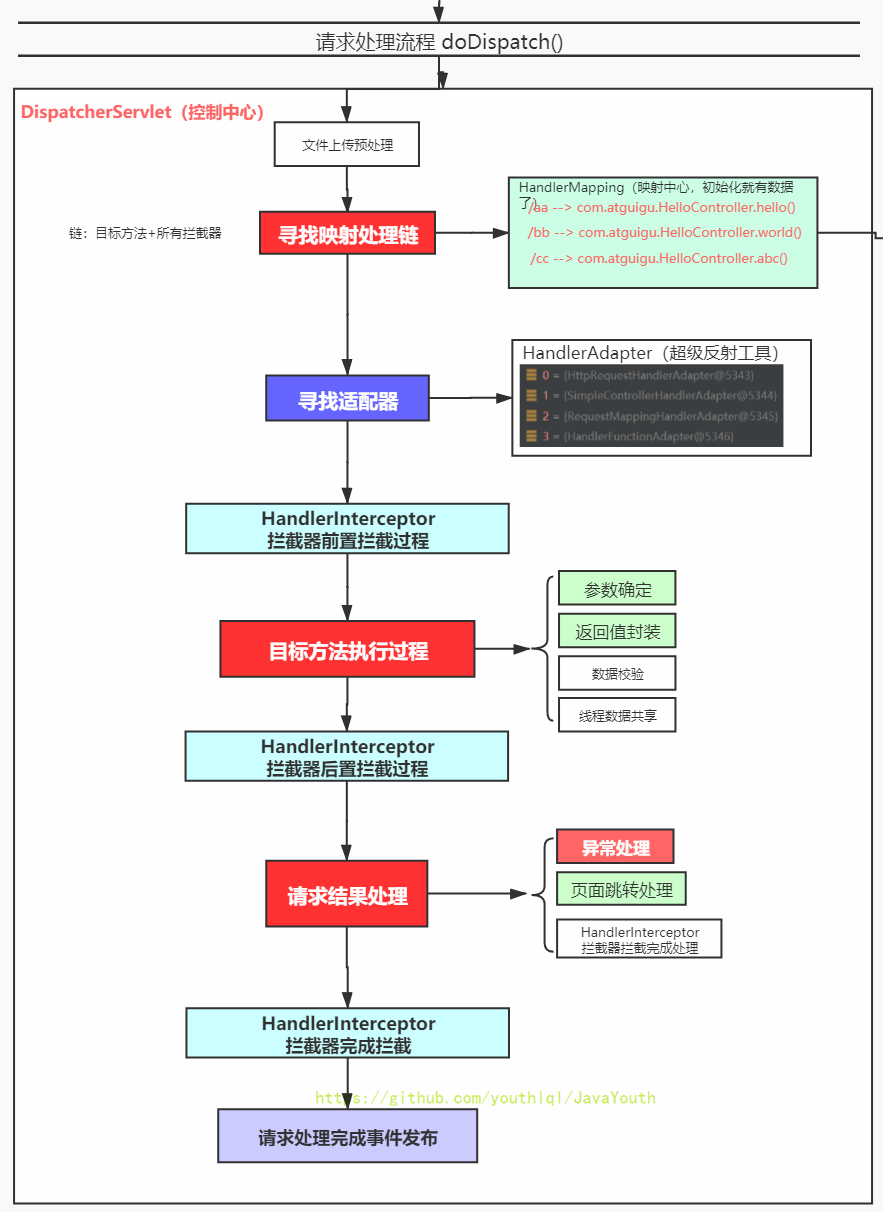 请求处理流程 doDispatch()
DispatcherServlet（控制中心）
文件上传预处理
HandlerMapping（映射中心，初始化就有数据
了）
/aa --> com.atguigu.HelloController.hello()
/bb --> com.atguigu.HelloController.world()
/cc --> com.atguigu.HelloController.abc()
链：目标方法+所有拦截器
寻找映射处理链
HandlerAdapter（超级反射工具）
0 = {HttpRequestHandlerAdapter@5343}
1 = {SimpleControllerHandlerAdapter@5344}
2 = {RequestMappingHandlerAdapter@5345}
3 = {HandlerFunctionAdapter@5346}
寻找适配器
HandlerInterceptor
拦截器前置拦截过程
目标方法执行过程
参数确定
返回值封装
数据校验
线程数据共享
HandlerInterceptor
拦截器后置拦截过程
请求结果处理
异常处理
页面跳转处理
HandlerInterceptor
拦截器拦截完成处理
HandlerInterceptor
拦截器完成拦截
https://github.com/youthlql/JavaYouth
请求处理完成事件发布